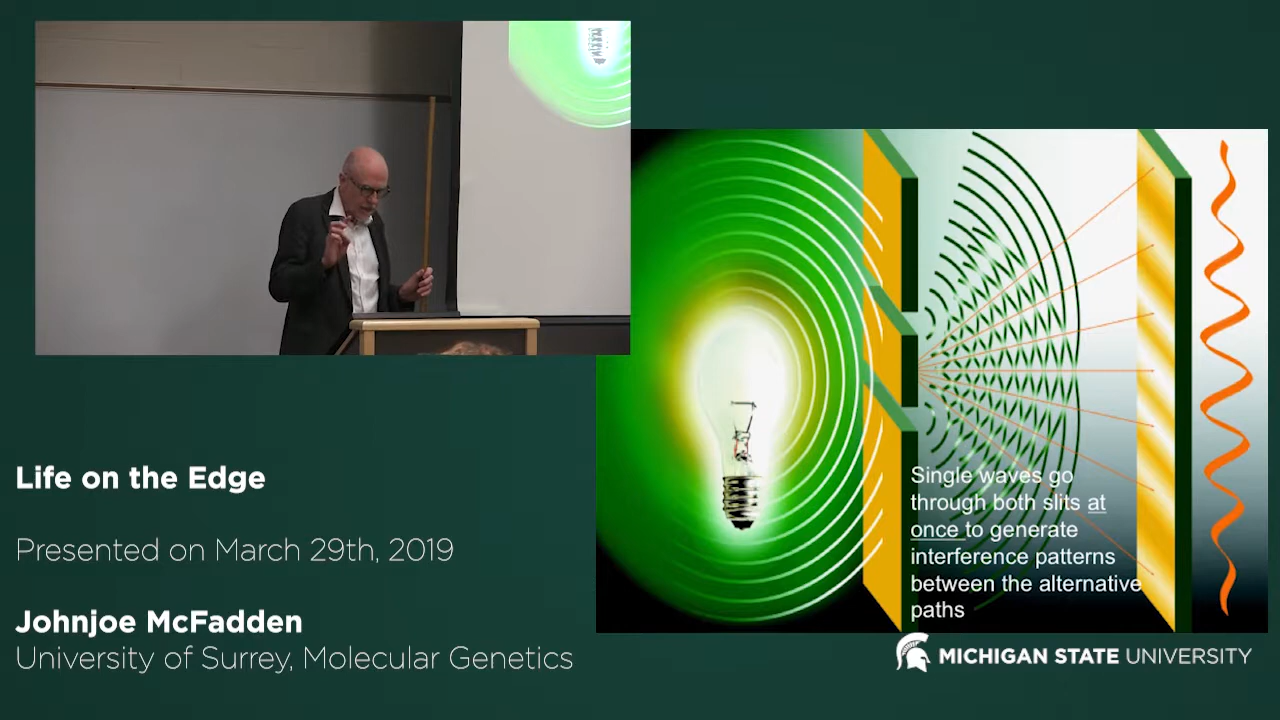 Life on the Edge
Presented on March 29th, 2019
Johnjoe McFadden
University of Surrey, Molecular Genetics
Single waves go
through both slits at
once to generate
interference patterns
between the alternative
paths
MICHIGAN STATE UNIVERSITY